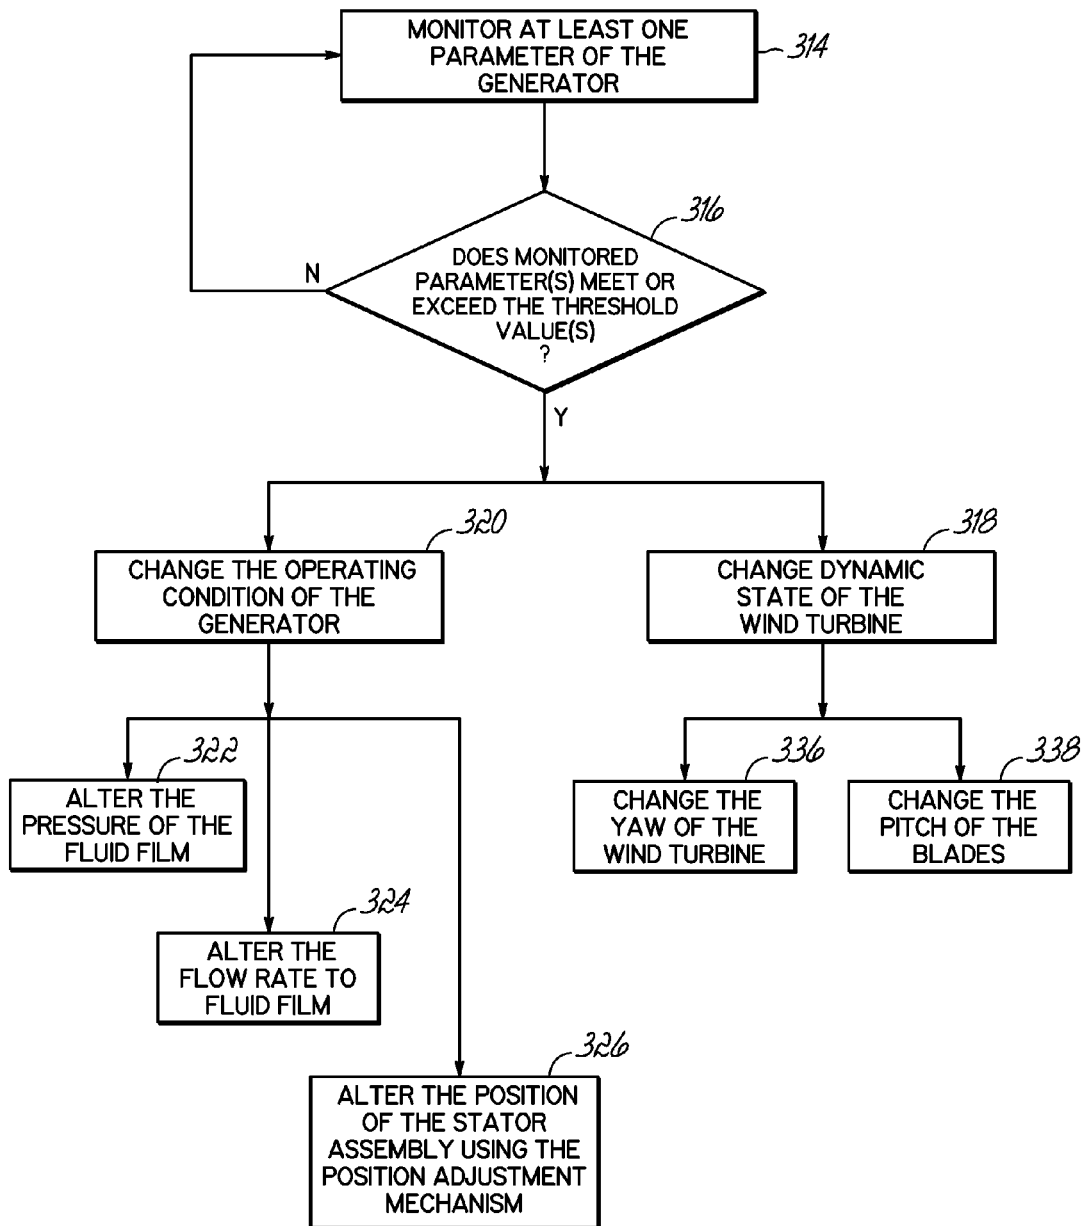 MONITOR AT LEAST ONE
PARAMETER OF THE
GENERATOR
314
316
DOES MONITORED
PARAMETER(S) MEET OR
EXCEED THE THRESHOLD
VALUE(S)
?
N
Y
320
CHANGE THE OPERATING
CONDITION OF THE
GENERATOR
318
CHANGE DYNAMIC
STATE OF THE
WIND TURBINE
322
ALTER THE
PRESSURE OF THE
FLUID FILM
324
ALTER THE
FLOW RATE TO
FLUID FILM
326
ALTER THE POSITION
OF THE STATOR
ASSEMBLY USING THE
POSITION ADJUSTMENT
MECHANISM
336
CHANGE THE
YAW OF THE
WIND TURBINE
338
CHANGE THE
PITCH OF THE
BLADES